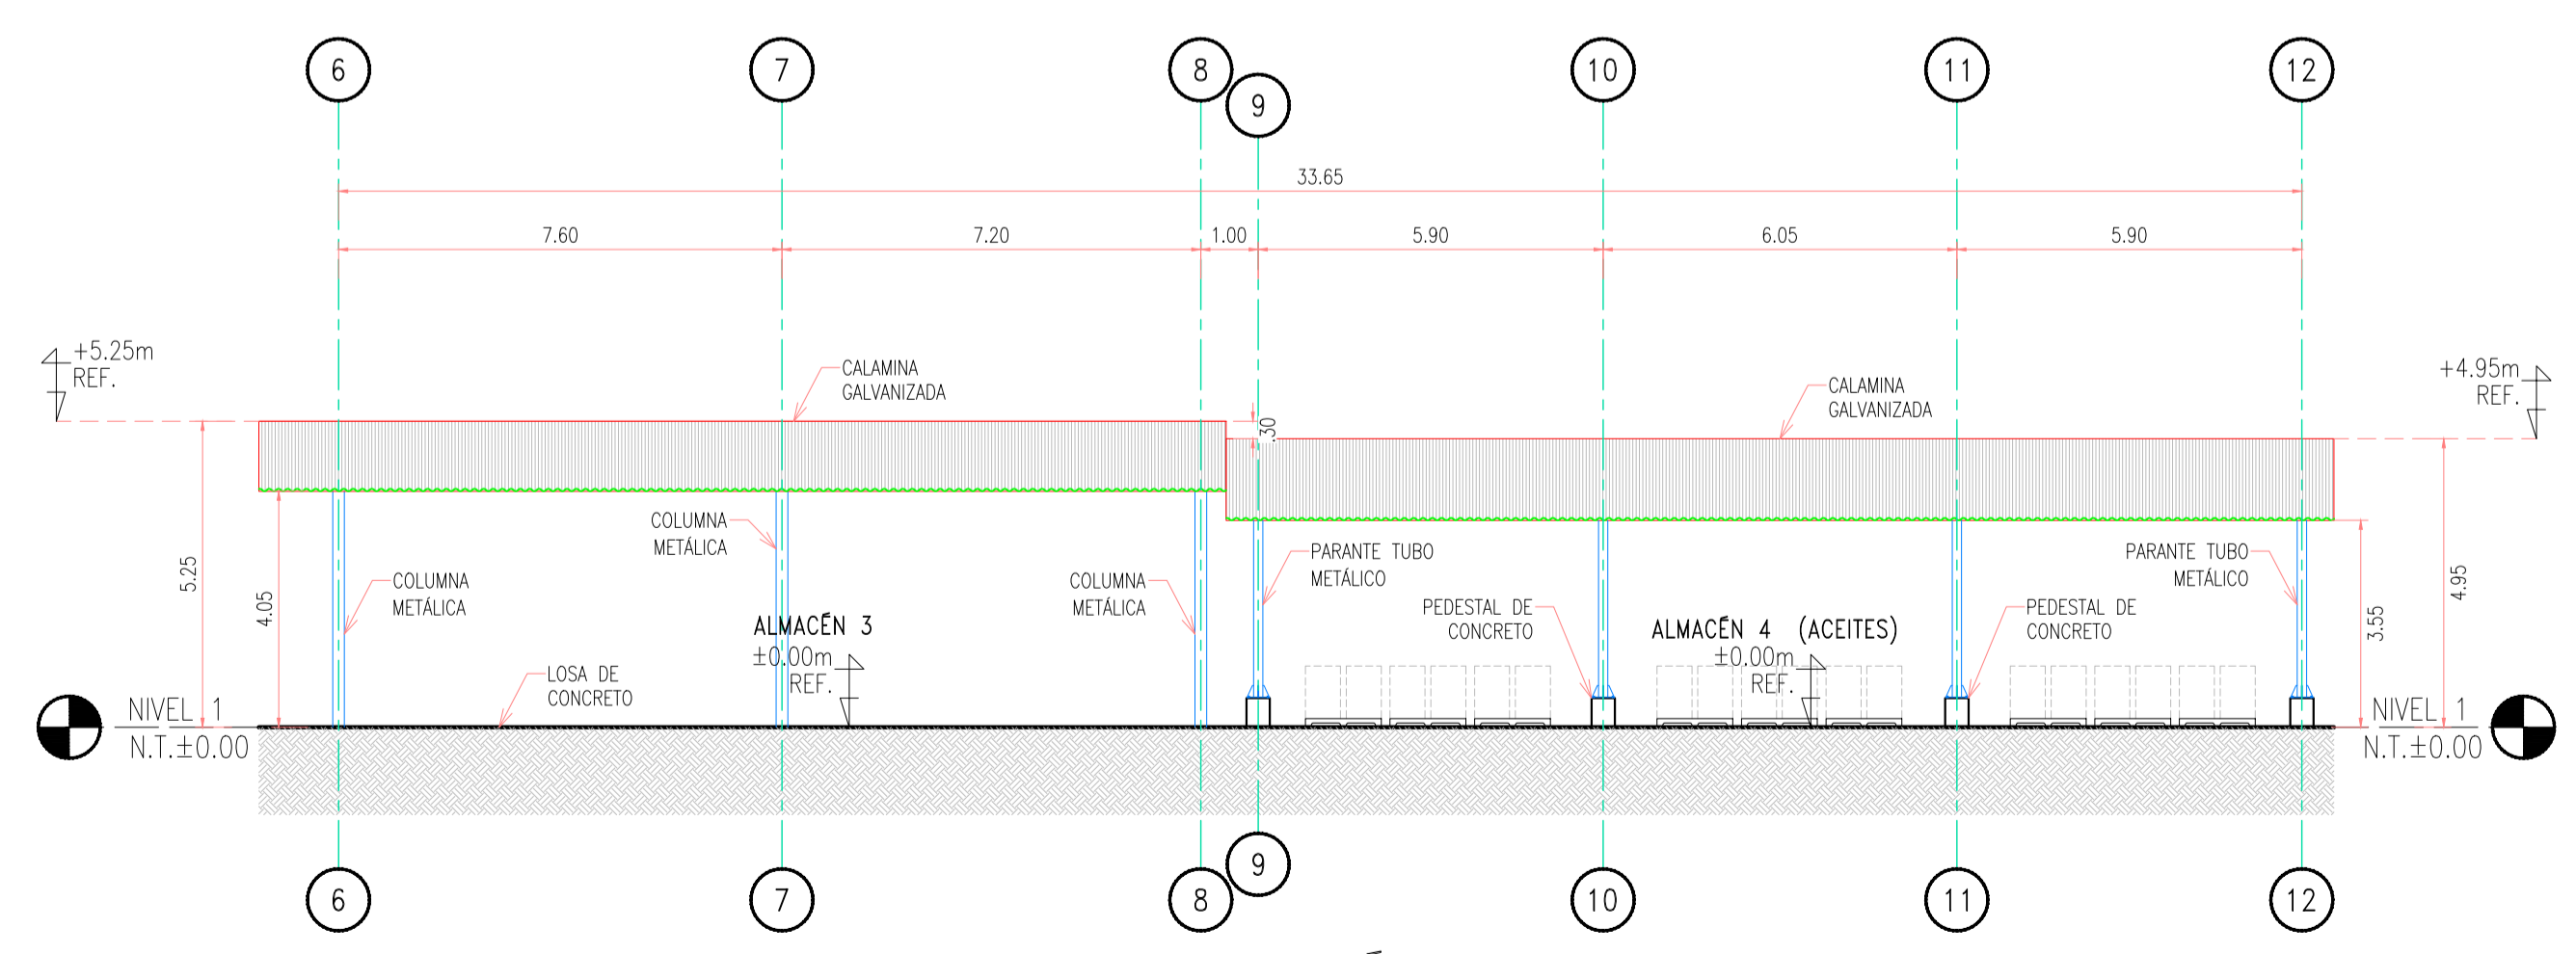 6
7
8
9
10
11
12
33.65
7.60
7.20
1.00
5.90
6.05
5.90
+5.25m
REF.
CALAMINA
GALVANIZADA
.30
CALAMINA
GALVANIZADA
+4.95m
REF.
5.25
4.05
COLUMNA
METÁLICA
COLUMNA
METÁLICA
COLUMNA
METÁLICA
PARANTE TUBO
METÁLICO
PEDESTAL DE
CONCRETO
PEDESTAL DE
CONCRETO
PARANTE TUBO
METÁLICO
3.55
4.95
ALMACÉN 3
±0.00m
REF.
ALMACÉN 4 (ACEITES)
±0.00m
REF.
LOSA DE
CONCRETO
NIVEL 1
N.T.±0.00
NIVEL 1
N.T.±0.00
6
7
8
9
10
11
12